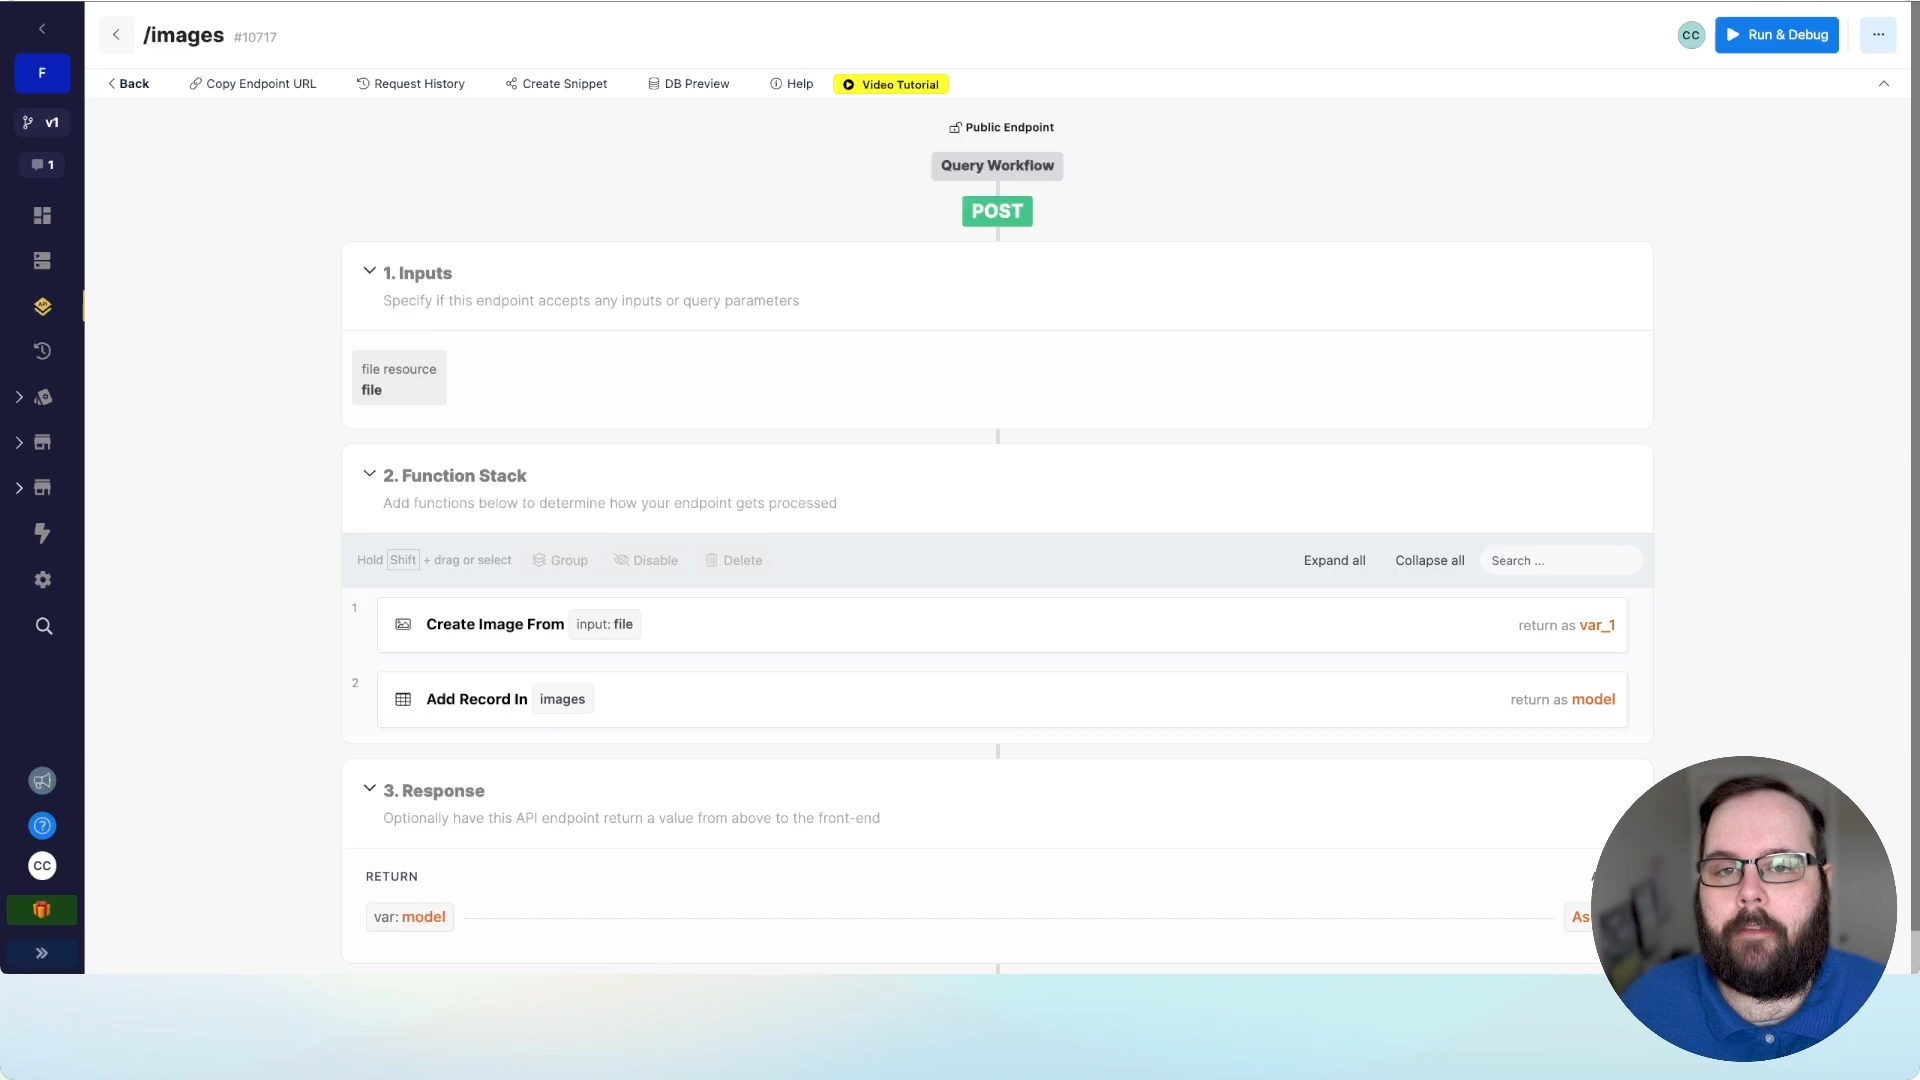 /images #10717
CC
Run & Debug
F
Back
Copy Endpoint URL
Request History
Create Snippet
DB Preview
Help
Video Tutorial
v1
1
Public Endpoint
Query Workflow
POST
1. Inputs
Specify if this endpoint accepts any inputs or query parameters
file resource
file
2. Function Stack
Add functions below to determine how your endpoint gets processed
Hold Shift + drag or select
Group
Disable
Delete
Expand all
Collapse all
Search ...
1
Create Image From input: file
return as var_1
2
Add Record In images
return as model
3. Response
Optionally have this API endpoint return a value from above to the front-end
RETURN
var: model
As
CC